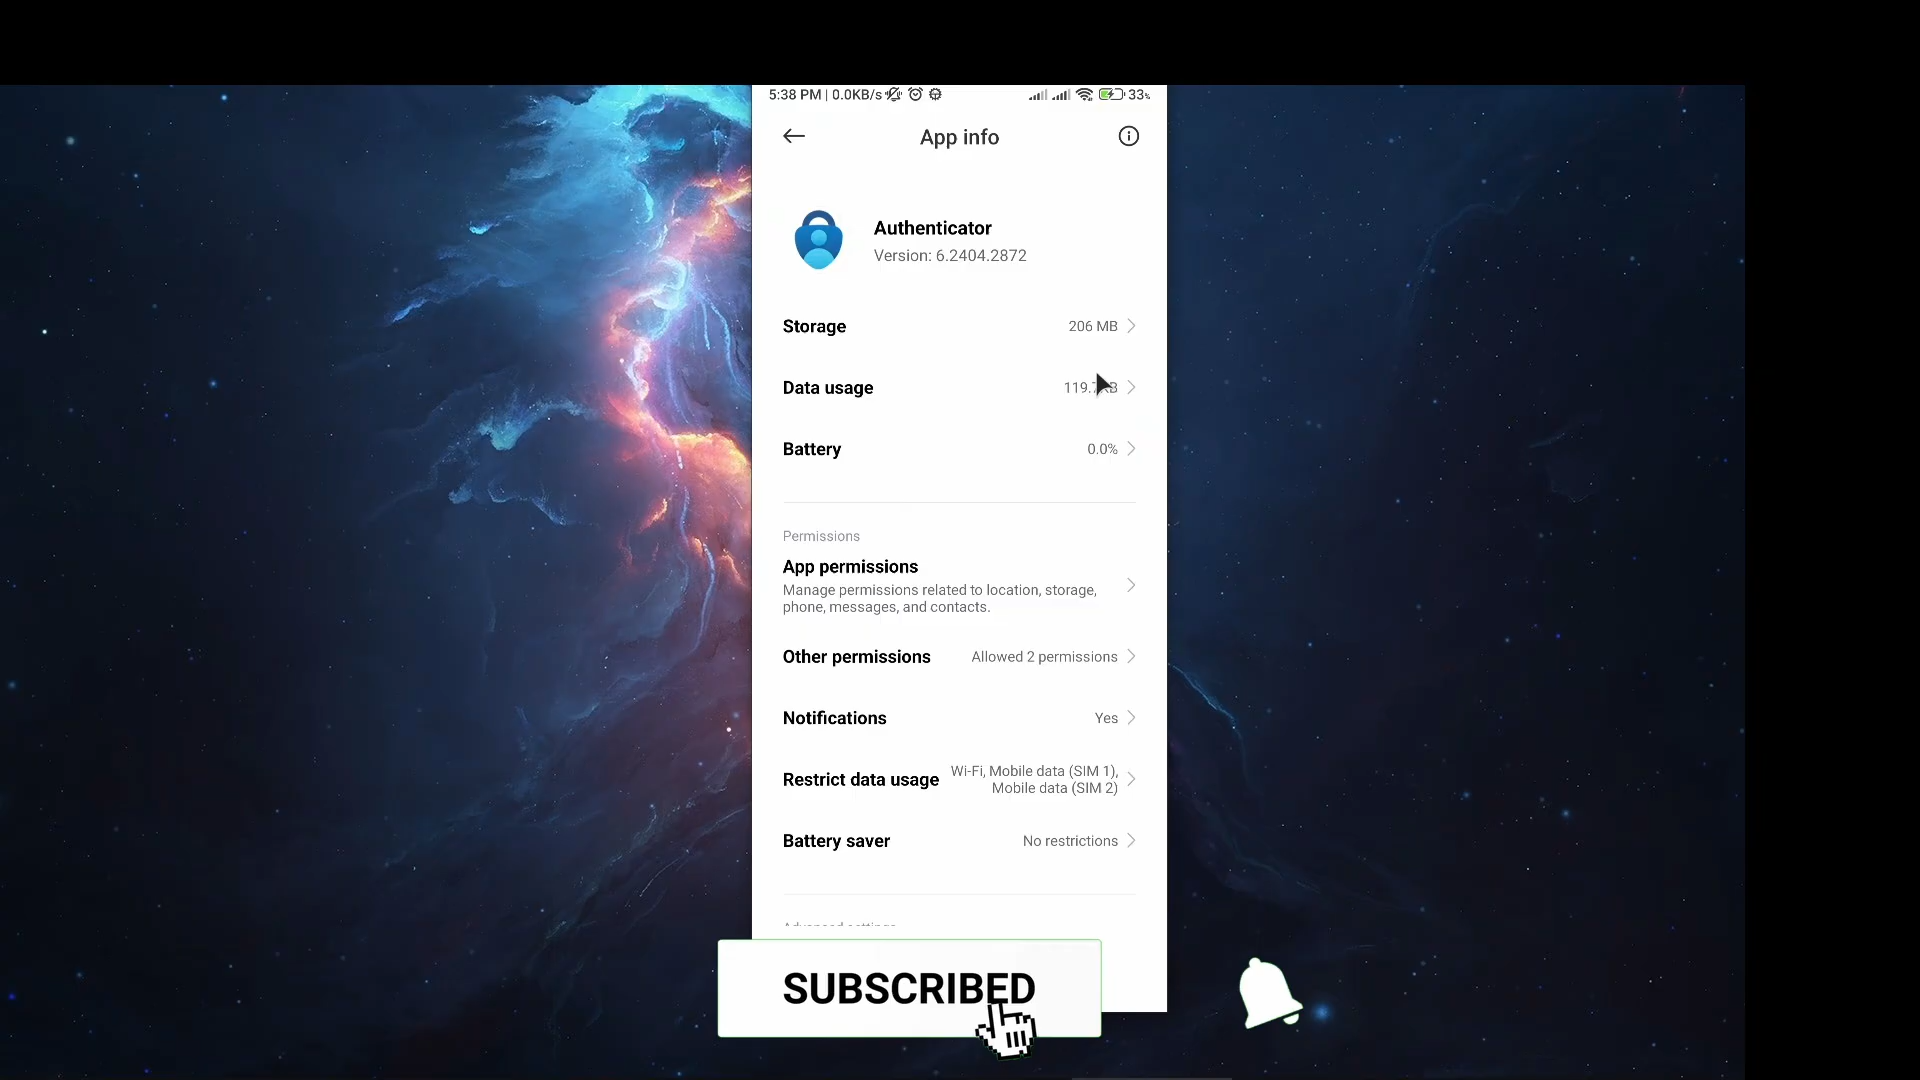 5:38 PM | 0.0KB/s 33%
App info
Authenticator
Version: 6.2404.2872
Storage 206 MB
Data usage
Battery 0.0%
Permissions
App permissions
Manage permissions related to location, storage,
phone, messages, and contacts.
Other permissions Allowed 2 permissions
Notifications Yes
Restrict data usage Wi-Fi, Mobile data (SIM 1),
Mobile data (SIM 2)
Battery saver No restrictions
Advanced settings
SUBSCRIBED